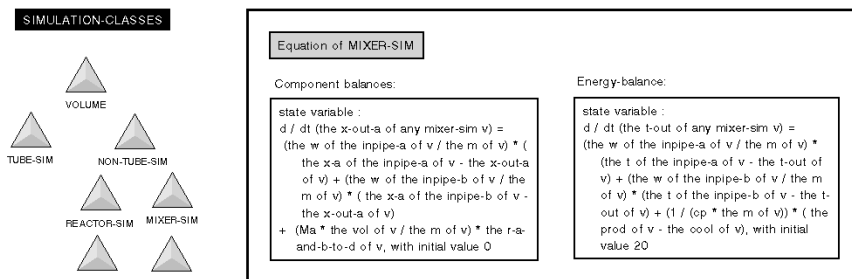 SIMULATION-CLASSES
VOLUME
TUBE-SIM
NON-TUBE-SIM
REACTOR-SIM
MIXER-SIM
Equation of MIXER-SIM
Component balances:
state variable :
d / dt (the x-out-a of any mixer-sim v) =
(the w of the inpipe-a of v / the m of v) * (
the x-a of the inpipe-a of v - the x-out-a
of v) + (the w of the inpipe-b of v / the
m of v) * ( the x-a of the inpipe-b of v -
the x-out-a of v)
+ (Ma * the vol of v / the m of v) * the r-a-
and-b-to-d of v, with initial value 0
Energy-balance:
state variable :
d / dt (the t-out of any mixer-sim v) =
(the w of the inpipe-a of v / the m of v) *
(the t of the inpipe-a of v - the t-out of
v) + (the w of the inpipe-b of v / the m
of v) * (the t of the inpipe-b of v - the t-
out of v) + (1 / (cp * the m of v)) * ( the
prod of v - the cool of v), with initial
value 20